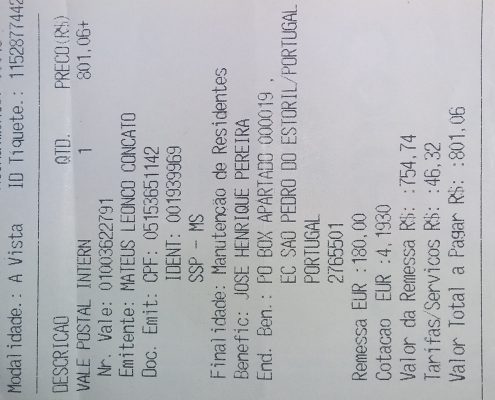 Modalidade.: A Vista ID Tiquete.: 1152877442
DESCRICAO QTD. PRECO(R$)
VALE POSTAL INTERN 1 801,06+
Nr. Vale: 01003622791
Emitente: MATEUS LEONCO CONCATO
Doc. Emit: CPF: 05153651142
IDENT: 001939969
SSP - MS
Finalidade: Manutencao de Residentes
Benefic: JOSE HENRIQUE PEREIRA
End. Ben.: PO BOX APARTADO 000019 ,
EC SAO PEDRO DO ESTORIL/PORTUGAL
PORTUGAL
2765501
Remessa EUR :180.00
Cotacao EUR :4,1930
Valor da Remessa R$: :754,74
Tarifas/Servicos R$: :46,32
Valor Total a Pagar R$: :801,06